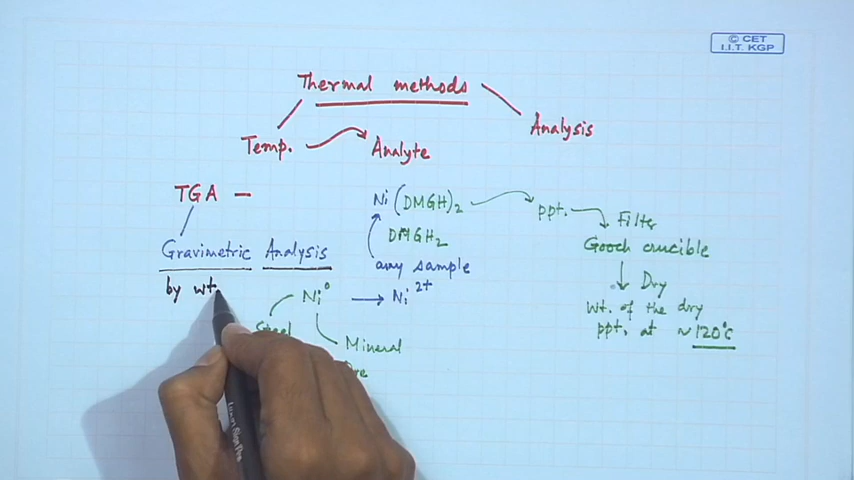 © CET
I.I.T. KGP
Thermal methods
Temp.
Analyte
Analysis
TGA —
Gravimetric Analysis
by wt.
Ni(DMGH)2
DMGH2
any sample
Ni° → Ni2+
Steel
Mineral
ppt.
Filter
Gooch crucible
Dry
Wt. of the dry
ppt. at ~ 120°C